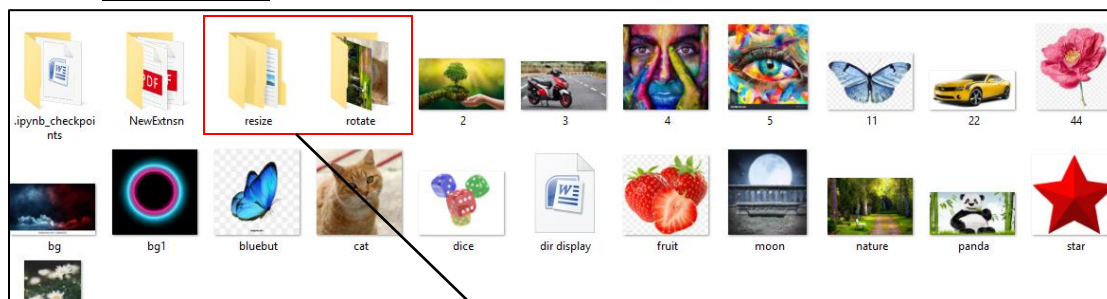 .ipynb_checkpoi
nts
NewExtnsn
resize
rotate
2
3
4
5
11
22
44
bg
bg1
bluebut
cat
dice
dir display
fruit
moon
nature
panda
star
PDF
W
W